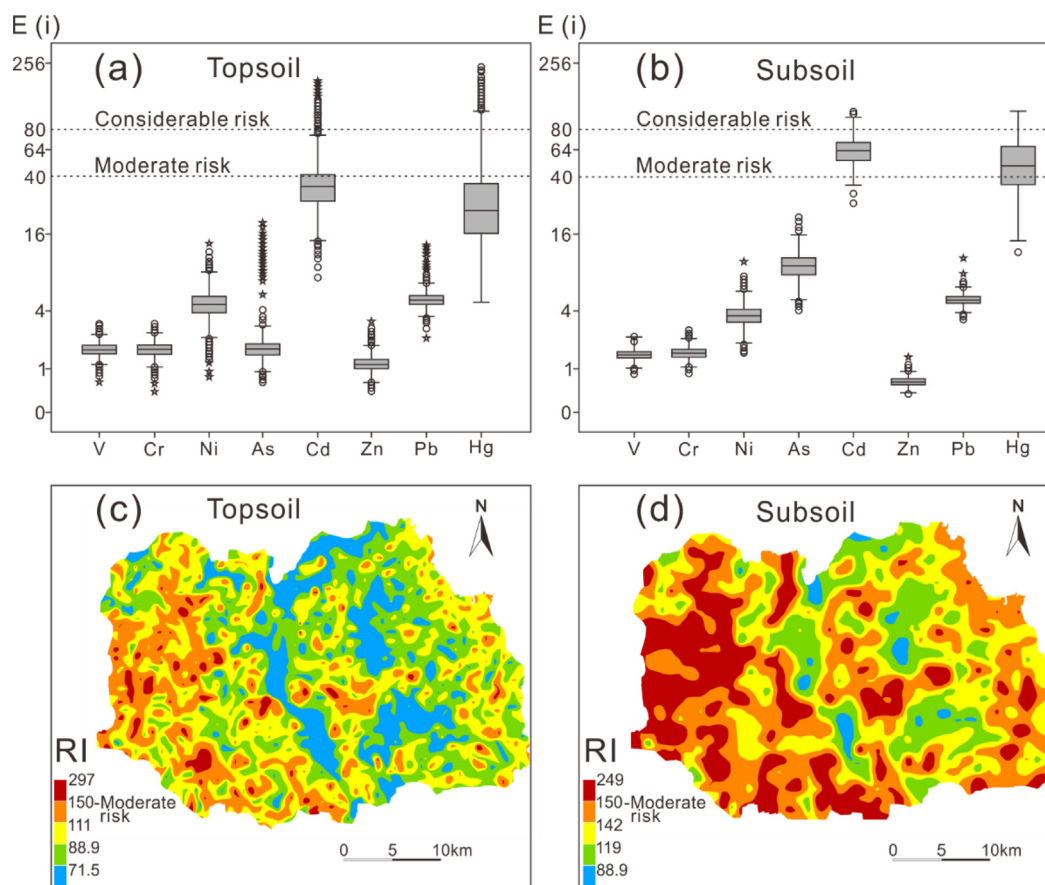 E (i)
E (i)
(a) Topsoil
256
Considerable risk
80
64
Moderate risk
40
16
4
1
0
V Cr Ni As Cd Zn Pb Hg
(b) Subsoil
256
Considerable risk
80
64
Moderate risk
40
16
4
1
0
V Cr Ni As Cd Zn Pb Hg
(c) Topsoil
N
RI
297
150-Moderate
risk
111
88.9
71.5
0 5 10km
(d) Subsoil
N
RI
249
150-Moderate
risk
142
119
88.9
0 5 10km